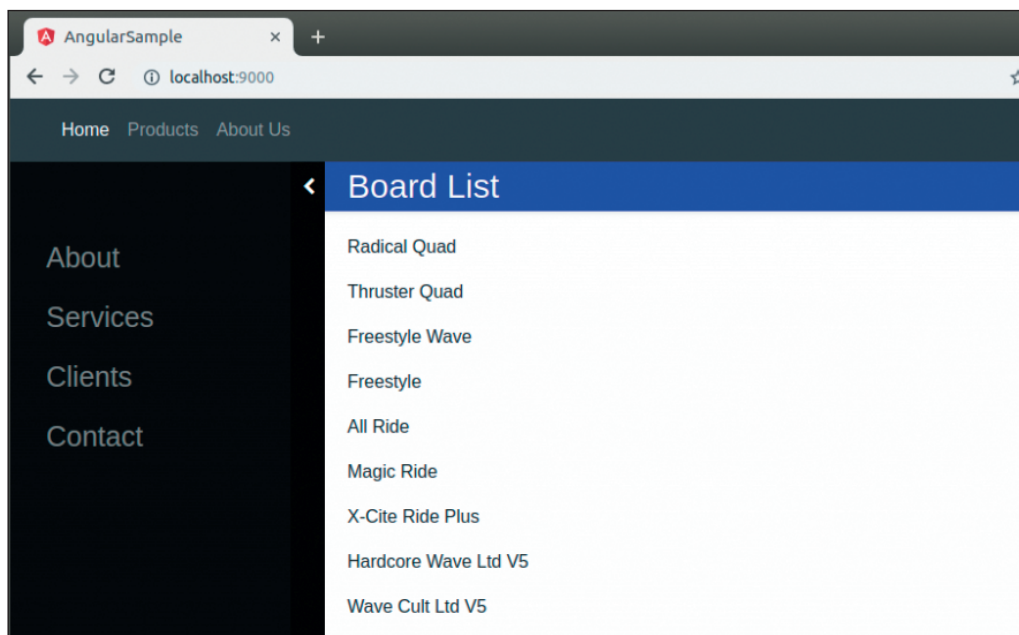 AngularSample
localhost:9000
Home Products About Us
Board List
About
Services
Clients
Contact
Radical Quad
Thruster Quad
Freestyle Wave
Freestyle
All Ride
Magic Ride
X-Cite Ride Plus
Hardcore Wave Ltd V5
Wave Cult Ltd V5